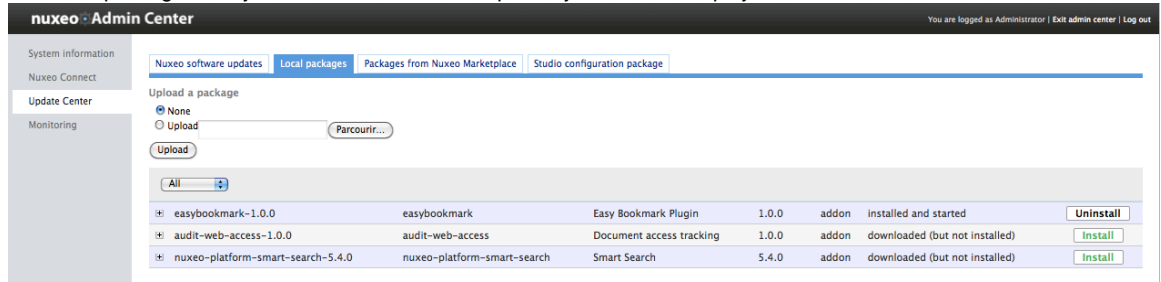 nuxeo Admin Center
You are logged as Administrator | Exit admin center | Log out
System information
Nuxeo Connect
Update Center
Monitoring
Nuxeo software updates Local packages Packages from Nuxeo Marketplace Studio configuration package
Upload a package
None
Upload Parcourir...
Upload
All
easybookmark-1.0.0 easybookmark Easy Bookmark Plugin 1.0.0 addon installed and started Uninstall
audit-web-access-1.0.0 audit-web-access Document access tracking 1.0.0 addon downloaded (but not installed) Install
nuxeo-platform-smart-search-5.4.0 nuxeo-platform-smart-search Smart Search 5.4.0 addon downloaded (but not installed) Install